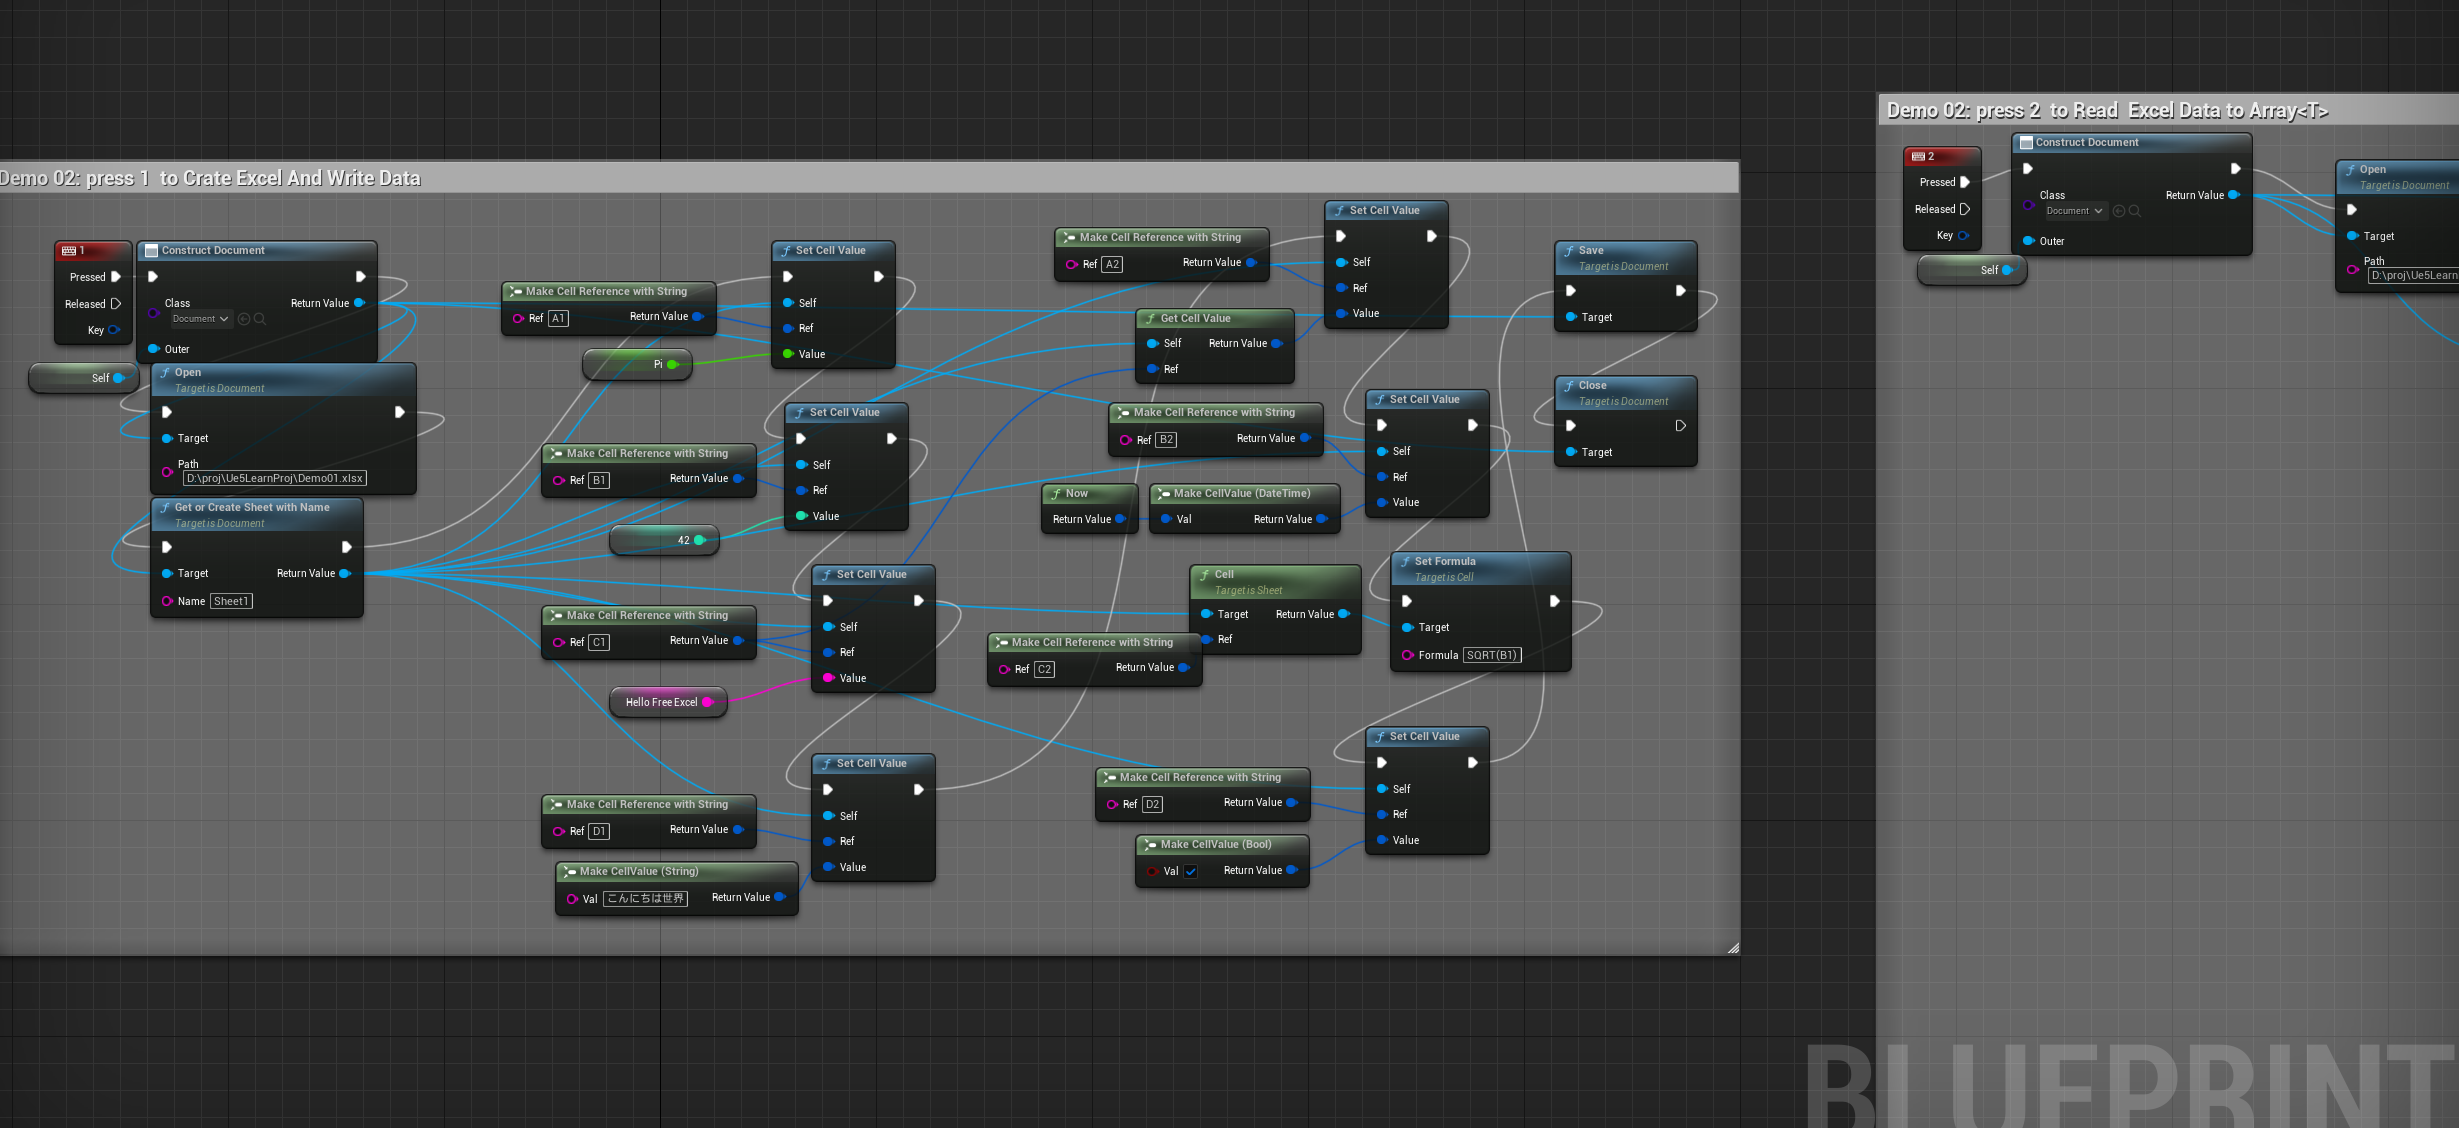 Demo 02: press 1  to Crate Excel And Write Data
1
Pressed
Released
Key
Self
Construct Document
Class
Document
Return Value
Outer
Open
Target is Document
Target
Path
D:\proj\Ue5LearnProj\Demo01.xlsx
Get or Create Sheet with Name
Target is Document
Target
Return Value
Name Sheet1
Make Cell Reference with String
Ref A1
Return Value
Pi
Set Cell Value
Self
Ref
Value
Make Cell Reference with String
Ref B1
Return Value
42
Set Cell Value
Self
Ref
Value
Make Cell Reference with String
Ref C1
Return Value
Hello Free Excel
Set Cell Value
Self
Ref
Value
Make Cell Reference with String
Ref D1
Return Value
Make CellValue (String)
Val こんにちは世界
Return Value
Set Cell Value
Self
Ref
Value
Make Cell Reference with String
Ref A2
Return Value
Get Cell Value
Self
Return Value
Ref
Set Cell Value
Self
Ref
Value
Make Cell Reference with String
Ref B2
Return Value
Now
Return Value
Make CellValue (DateTime)
Val
Return Value
Set Cell Value
Self
Ref
Value
Cell
Target is Sheet
Target
Return Value
Ref
Make Cell Reference with String
Ref C2
Return Value
Set Formula
Target is Cell
Target
Formula SQRT(B1)
Make Cell Reference with String
Ref D2
Return Value
Make CellValue (Bool)
Val
Return Value
Set Cell Value
Self
Ref
Value
Save
Target is Document
Target
Close
Target is Document
Target
Demo 02: press 2  to Read  Excel Data to Array<T>
2
Pressed
Released
Key
Self
Construct Document
Class
Document
Return Value
Outer
Open
Target is Document
Target
Path
D:\proj\Ue5Learn
BLUEPRINT